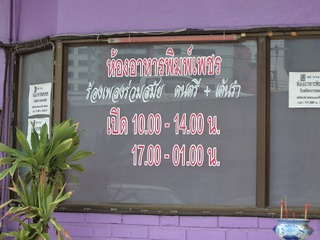 ห้องอาหารพิมพ์เพชร
ร้องเพลงร่วมสมัย ดนตรี + เต้นรำ
เปิด 10.00 - 14.00 น.
17.00 - 01.00 น.